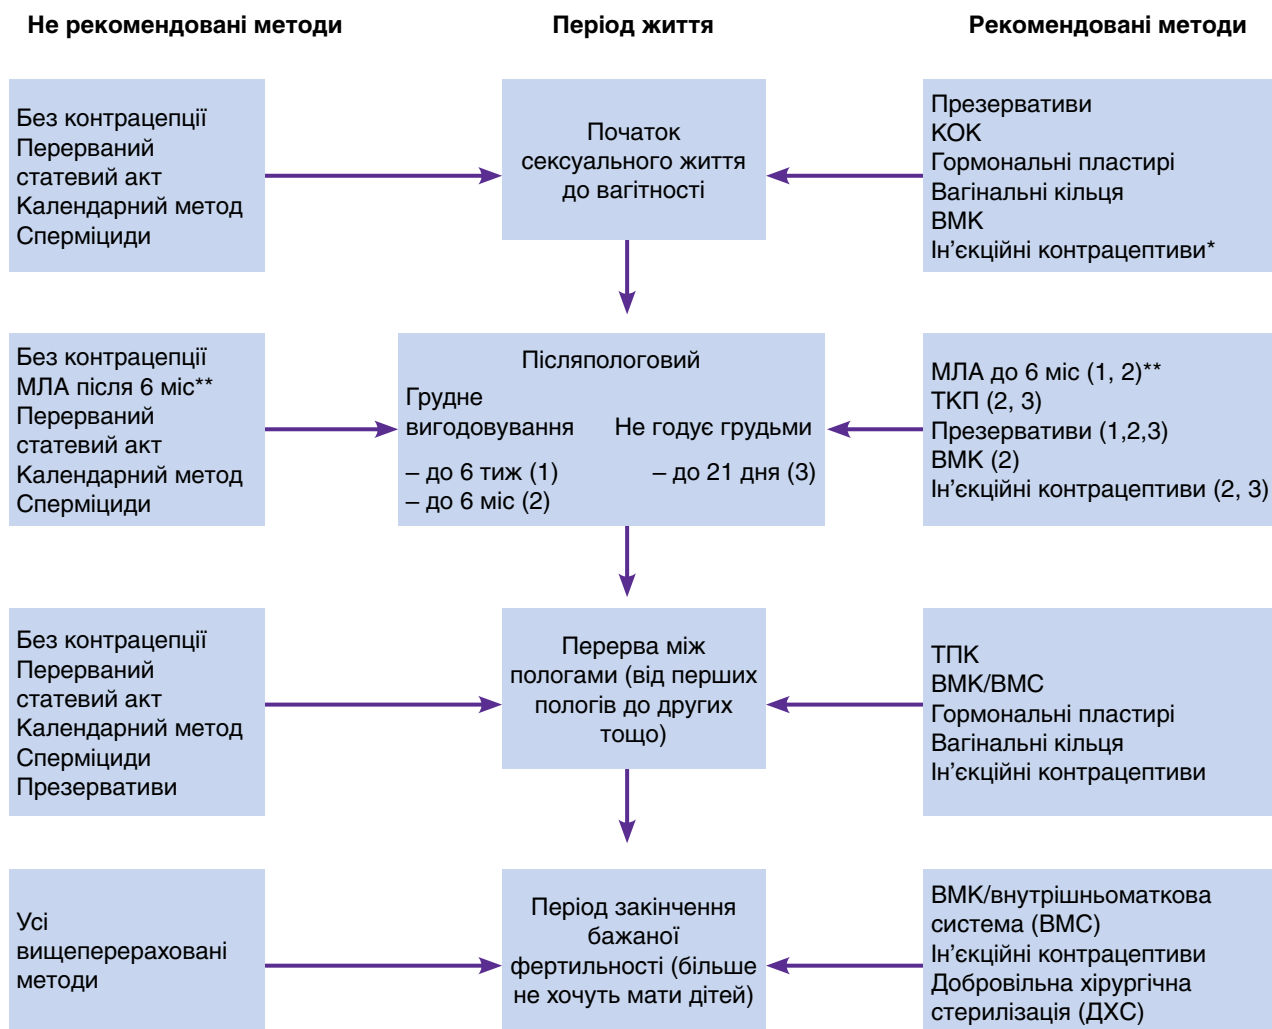 Не рекомендовані методи
Період життя
Рекомендовані методи
Без контрацепції
Перерваний
статевий акт
Календарний метод
Сперміциди
Початок
сексуального життя
до вагітності
Презервативи
КОК
Гормональні пластирі
Вагінальні кільця
ВМК
Ін’єкційні контрацептиви*
Без контрацепції
МЛА після 6 міс**
Перерваний
статевий акт
Календарний метод
Сперміциди
Післяпологовий
Грудне
вигодовування
– до 6 тиж (1)
– до 6 міс (2)
Не годує грудьми
– до 21 дня (3)
МЛА до 6 міс (1, 2)**
ТКП (2, 3)
Презервативи (1,2,3)
ВМК (2)
Ін’єкційні контрацептиви (2, 3)
Без контрацепції
Перерваний
статевий акт
Календарний метод
Сперміциди
Презервативи
Перерва між
пологами (від перших
пологів до других
тощо)
ТПК
ВМК/ВМС
Гормональні пластирі
Вагінальні кільця
Ін’єкційні контрацептиви
Усі
вищеперераховані
методи
Період закінчення
бажаної
фертильності (більше
не хочуть мати дітей)
ВМК/внутрішньоматкова
система (ВМС)
Ін’єкційні контрацептиви
Добровільна хірургічна
стерилізація (ДХС)